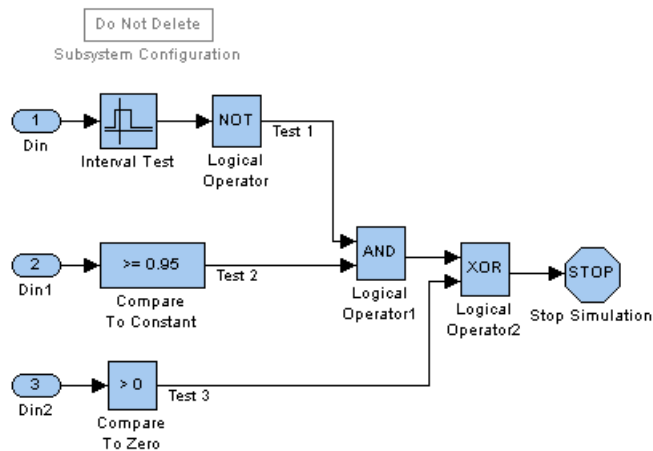 Do Not Delete
Subsystem Configuration
1
Din
Interval Test
NOT
Logical
Operator
Test 1
2
Din1
>= 0.95
Compare
To Constant
Test 2
AND
Logical
Operator1
XOR
Logical
Operator2
STOP
Stop Simulation
3
Din2
> 0
Compare
To Zero
Test 3